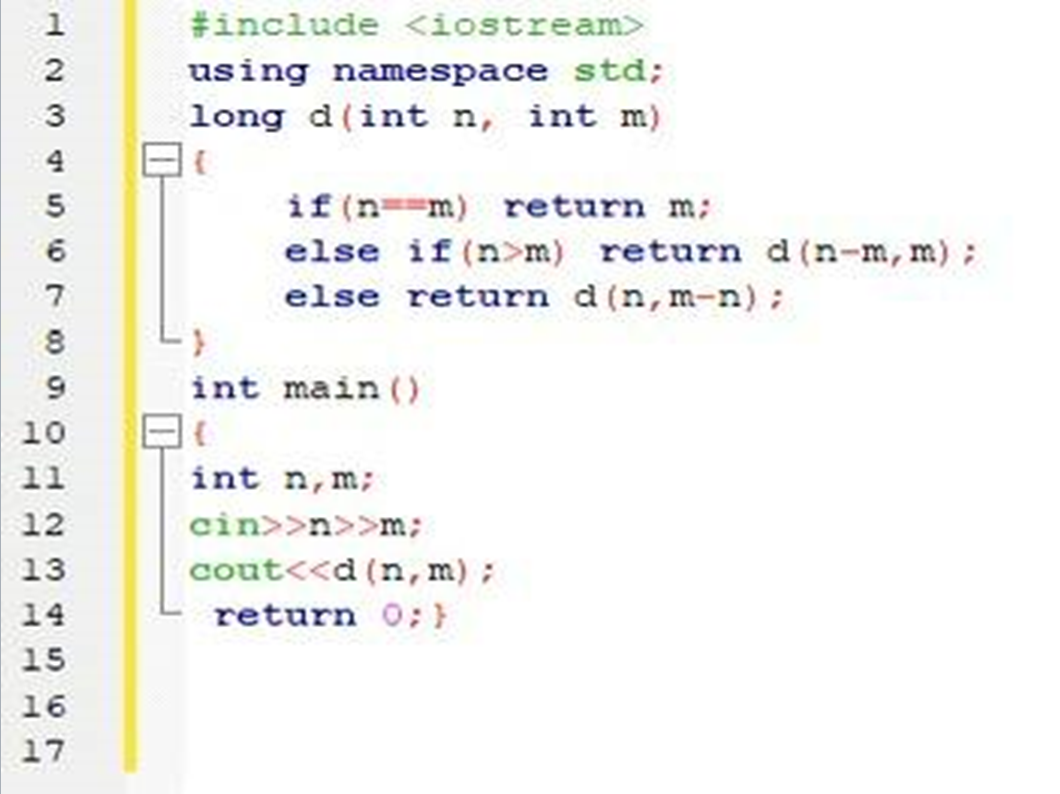 1 #include <iostream>
2 using namespace std;
3 long d(int n, int m)
4 {
5 if(n==m) return m;
6 else if(n>m) return d(n-m,m);
7 else return d(n,m-n);
8 }
9 int main()
10 {
11 int n,m;
12 cin>>n>>m;
13 cout<<d(n,m);
14 return 0;}
15
16
17